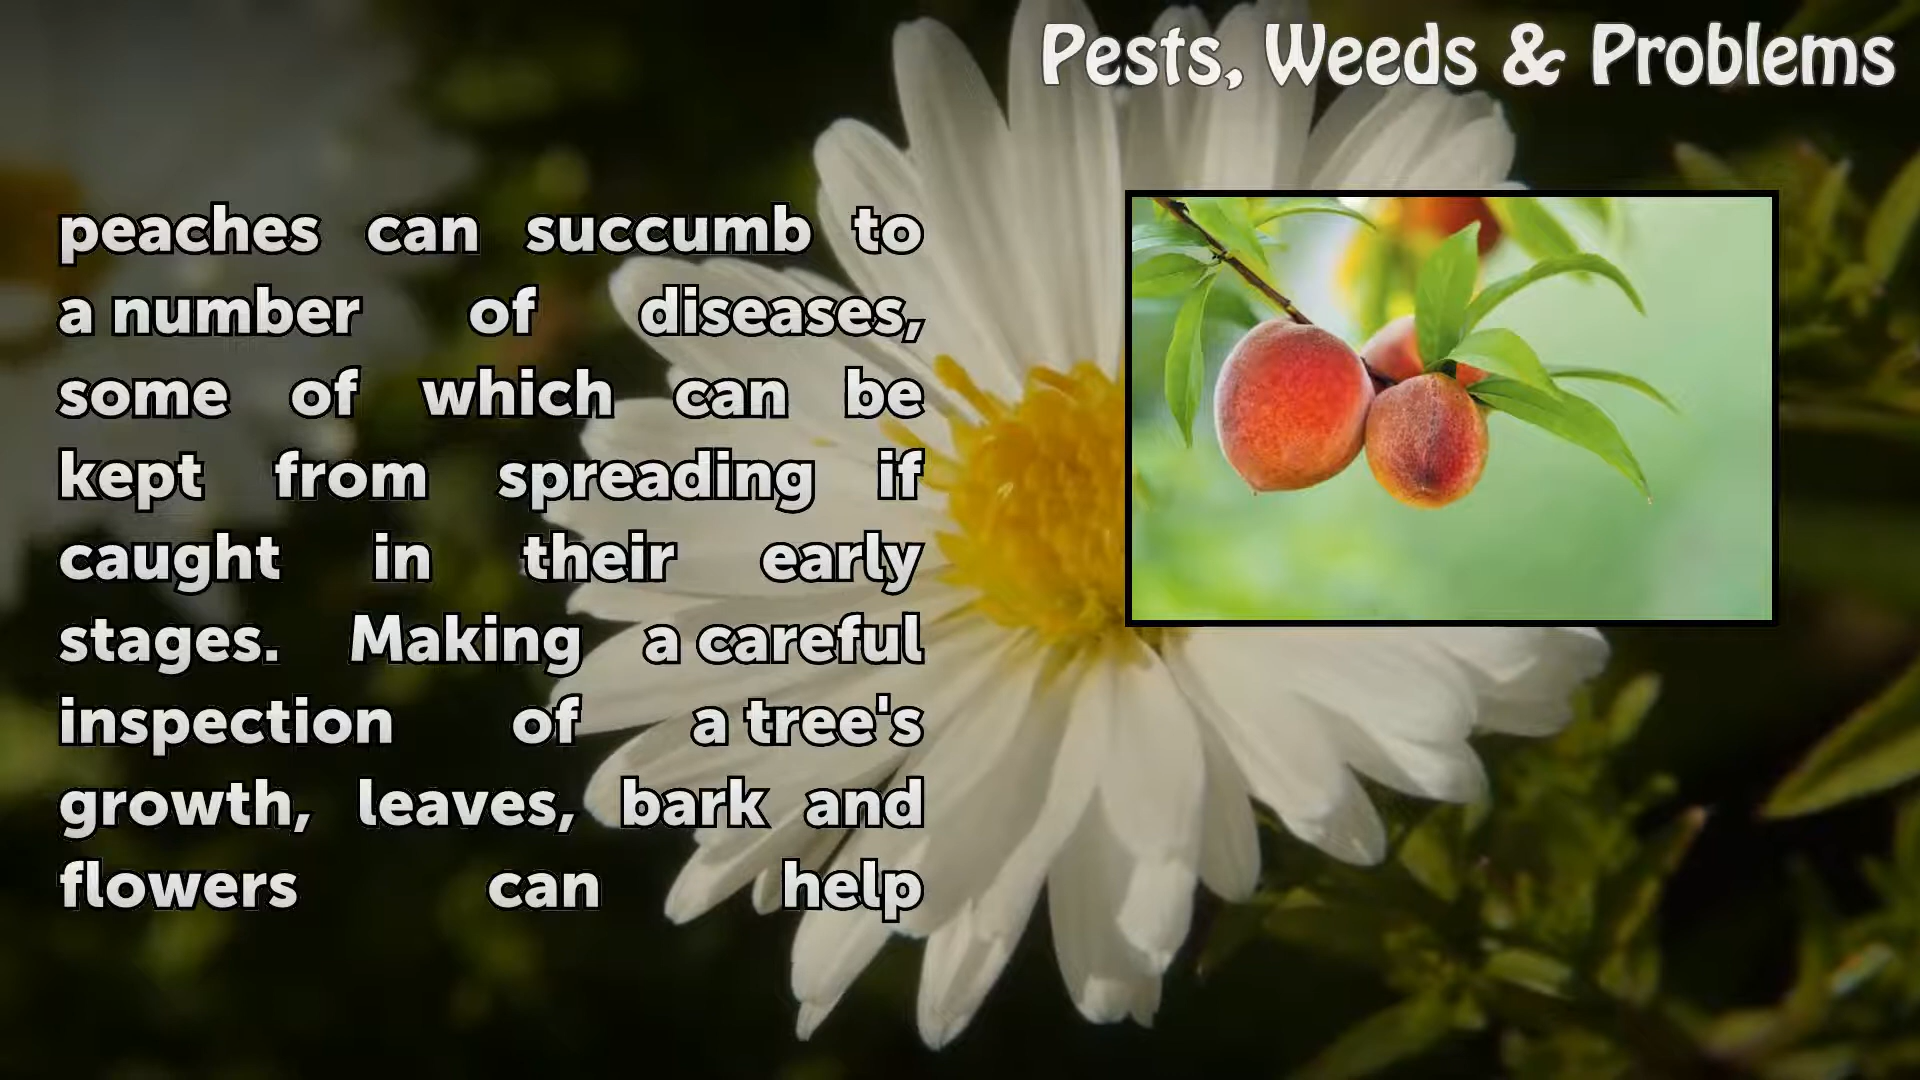 Pests, Weeds & Problems
peaches can succumb to
a number of diseases,
some of which can be
kept from spreading if
caught in their early
stages. Making a careful
inspection of a tree's
growth, leaves, bark and
flowers can help